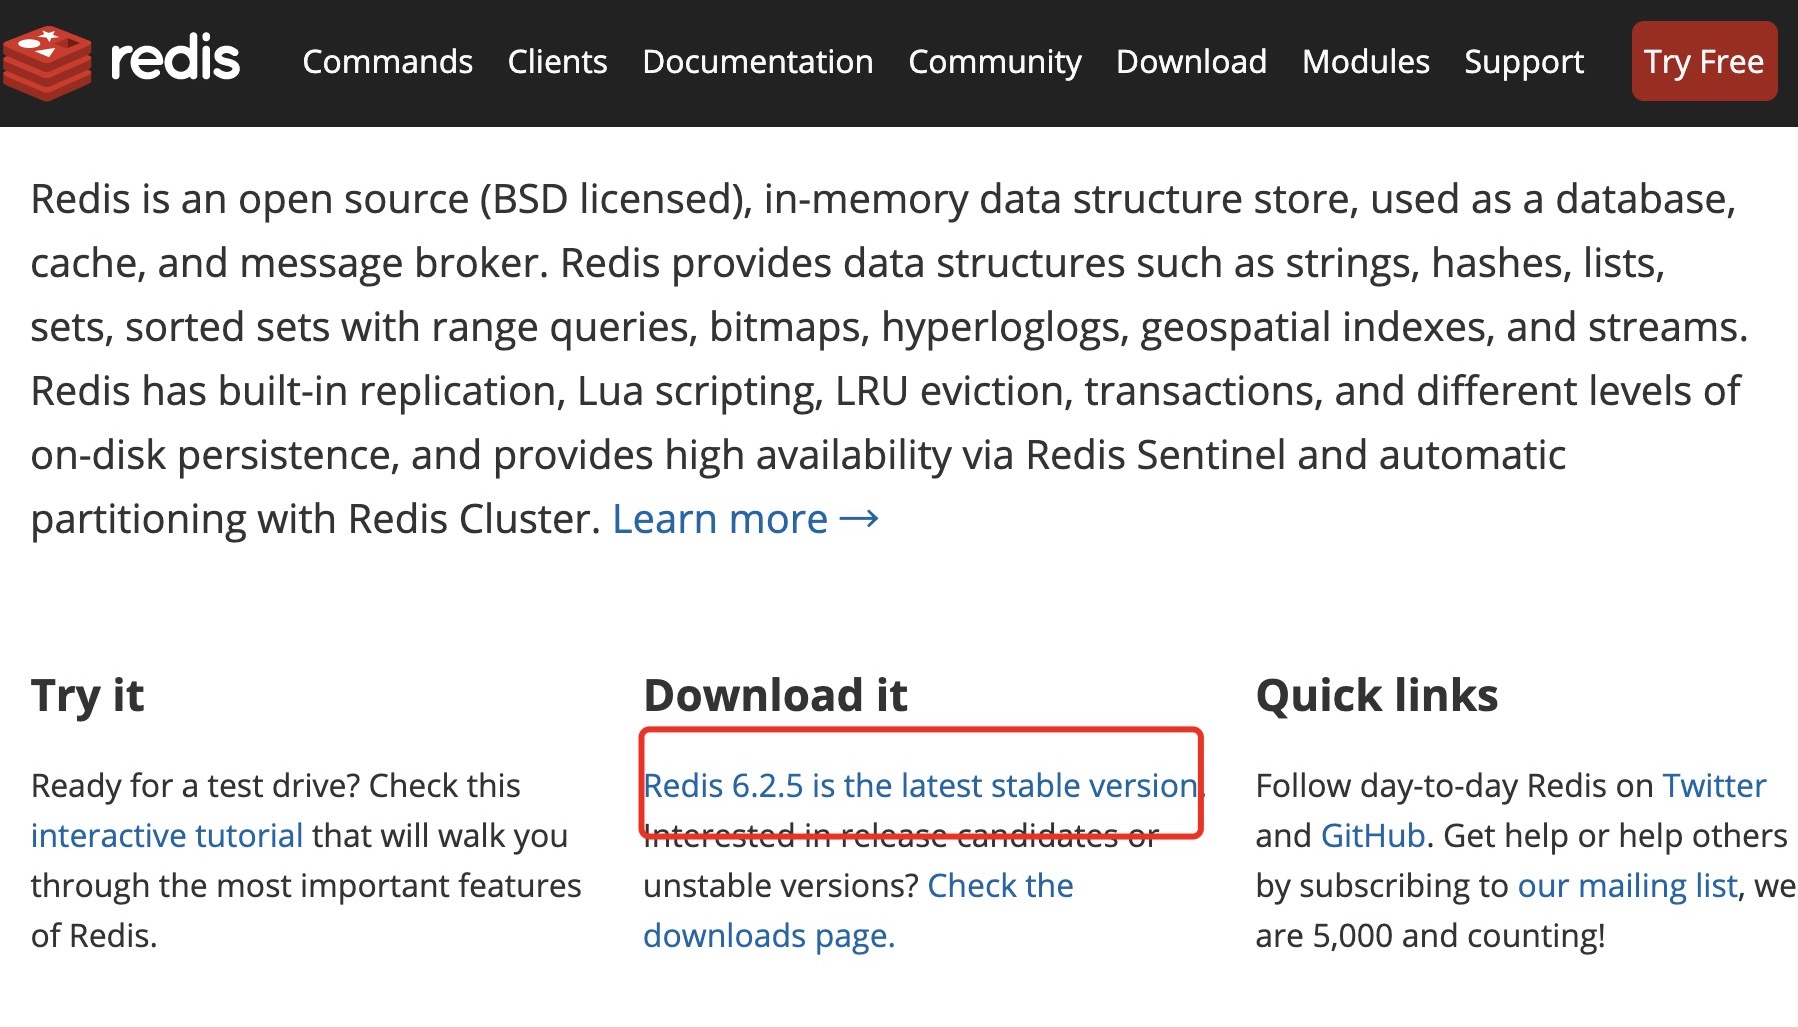 redis Commands Clients Documentation Community Download Modules Support Try Free
Redis is an open source (BSD licensed), in-memory data structure store, used as a database,
cache, and message broker. Redis provides data structures such as strings, hashes, lists,
sets, sorted sets with range queries, bitmaps, hyperloglogs, geospatial indexes, and streams.
Redis has built-in replication, Lua scripting, LRU eviction, transactions, and different levels of
on-disk persistence, and provides high availability via Redis Sentinel and automatic
partitioning with Redis Cluster. Learn more →
Try it
Ready for a test drive? Check this
interactive tutorial that will walk you
through the most important features
of Redis.
Download it
Redis 6.2.5 is the latest stable version.
Interested in release candidates or
unstable versions? Check the
downloads page.
Quick links
Follow day-to-day Redis on Twitter
and GitHub. Get help or help others
by subscribing to our mailing list, we
are 5,000 and counting!